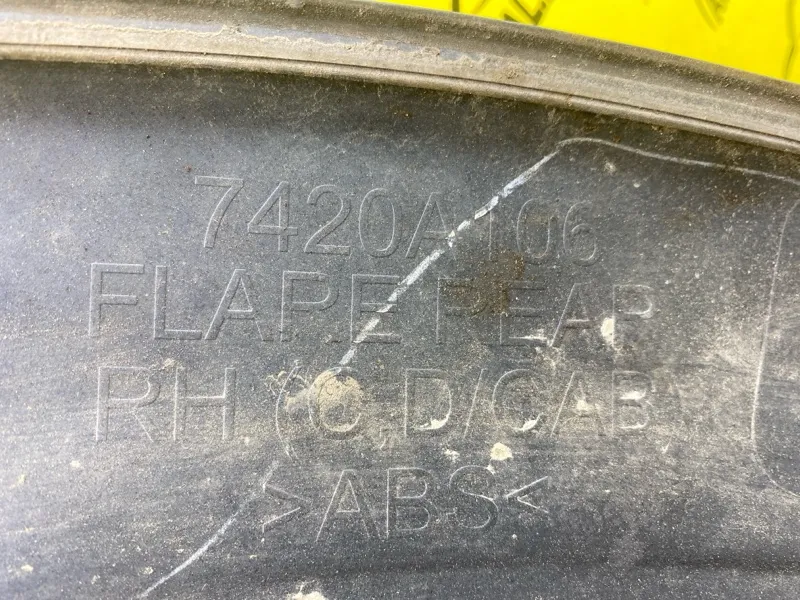 7420A106
FLARE REAR
RH (C,D/CAB)
>ABS<